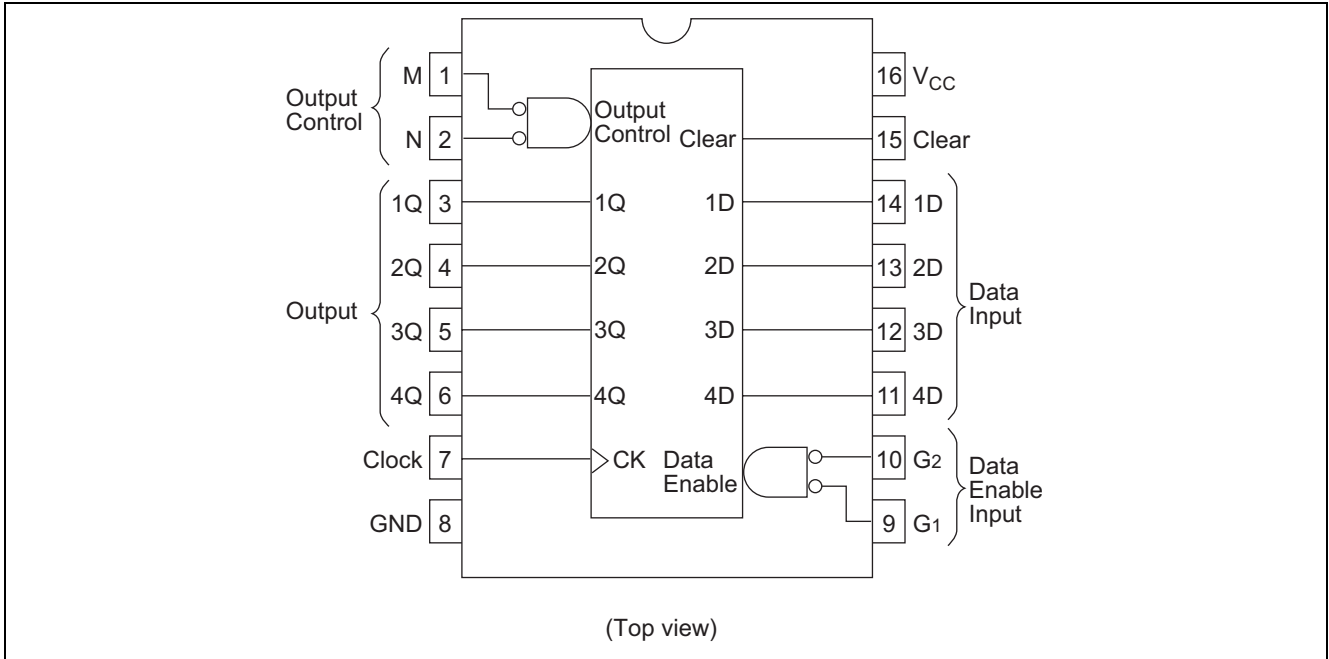 Output
Control
M 1
N 2
Output
Control
Clear
16 VCC
15 Clear
Output
1Q 3
2Q 4
3Q 5
4Q 6
1Q
2Q
3Q
4Q
1D
2D
3D
4D
14 1D
13 2D
12 3D
11 4D
Data
Input
Clock 7
GND 8
CK
Data
Enable
10 G2
9 G1
Data
Enable
Input
(Top view)